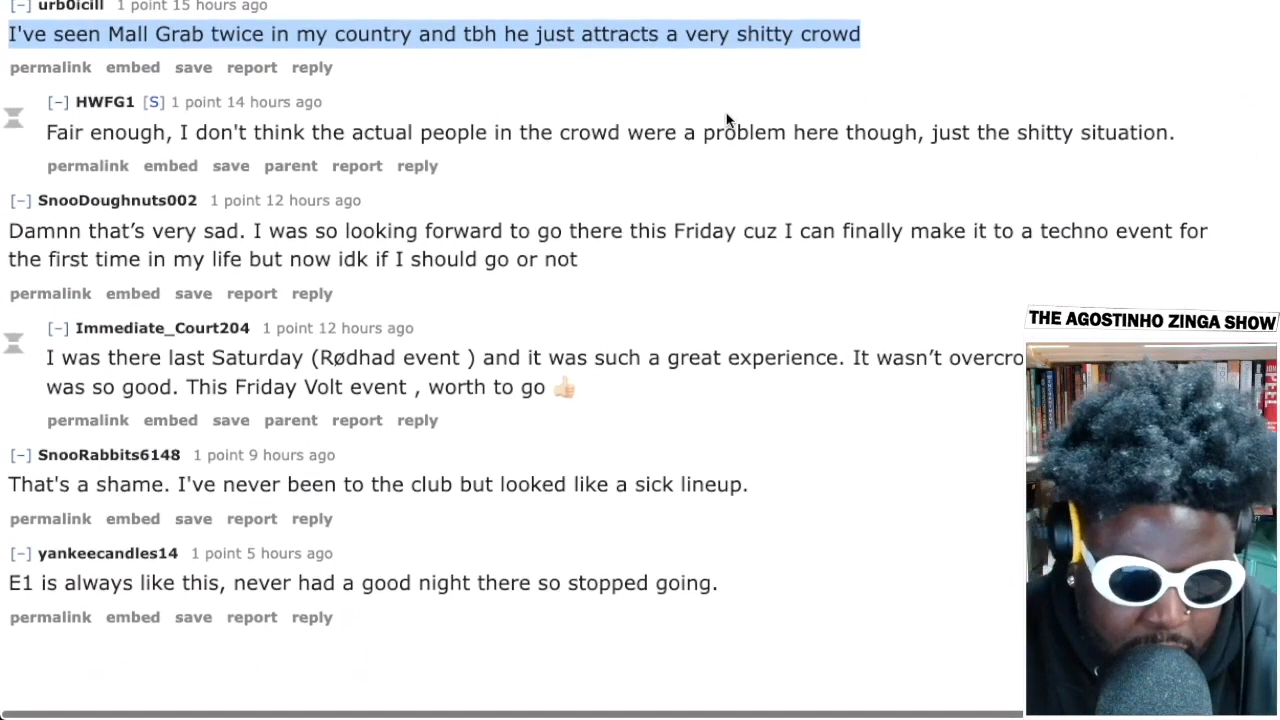 [–] urb0icill 1 point 15 hours ago
I've seen Mall Grab twice in my country and tbh he just attracts a very shitty crowd
permalink embed save report reply
[–] HWFG1 [S] 1 point 14 hours ago
Fair enough, I don't think the actual people in the crowd were a problem here though, just the shitty situation.
permalink embed save parent report reply
[–] SnooDoughnuts002 1 point 12 hours ago
Damnn that’s very sad. I was so looking forward to go there this Friday cuz I can finally make it to a techno event for
the first time in my life but now idk if I should go or not
permalink embed save report reply
[–] Immediate_Court204 1 point 12 hours ago
I was there last Saturday (Rødhad event ) and it was such a great experience. It wasn’t overcro
was so good. This Friday Volt event , worth to go 👍🏻
permalink embed save parent report reply
THE AGOSTINHO ZINGA SHOW
[–] SnooRabbits6148 1 point 9 hours ago
That's a shame. I've never been to the club but looked like a sick lineup.
permalink embed save report reply
[–] yankeecandles14 1 point 5 hours ago
E1 is always like this, never had a good night there so stopped going.
permalink embed save report reply